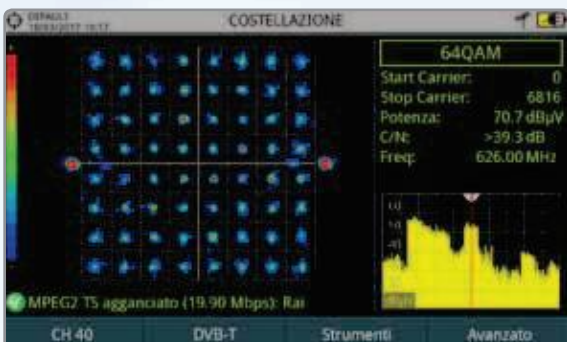 DEFAULT
COSTELLAZIONE
64QAM
Start Carrier: 0
Stop Carrier: 6816
Potenza: 70.7 dBµV
C/N: >39.3 dB
Freq: 626.00 MHz
MPEG2 TS agganciato (19.90 Mbps): Rai
CH 40 DVB-T Strumenti Avanzato